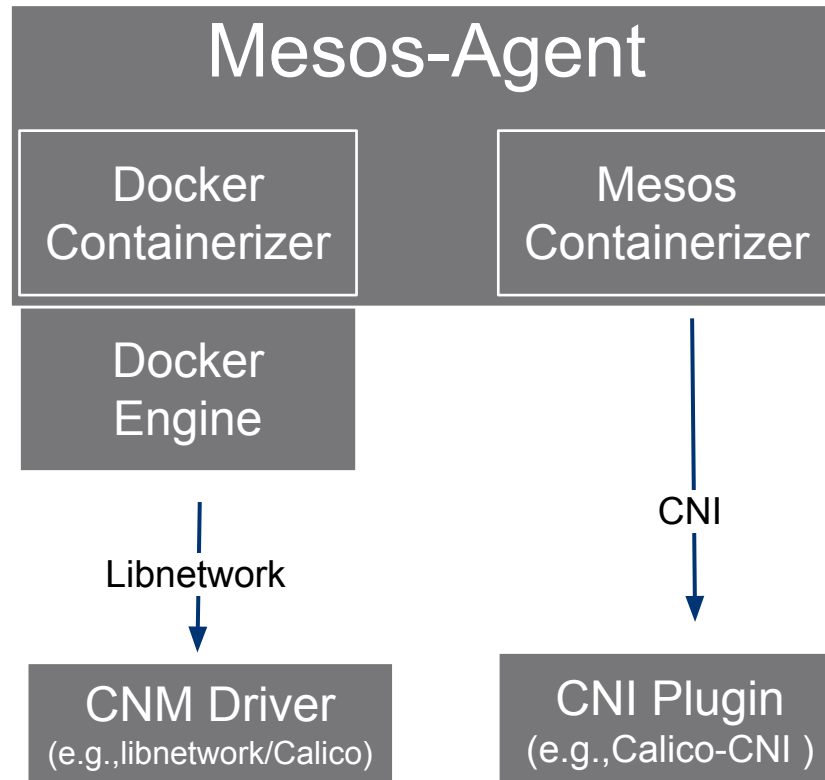 Mesos-Agent
Docker
Containerizer
Mesos
Containerizer
Docker
Engine
CNI
Libnetwork
CNM Driver
(e.g.,libnetwork/Calico)
CNI Plugin
(e.g.,Calico-CNI )